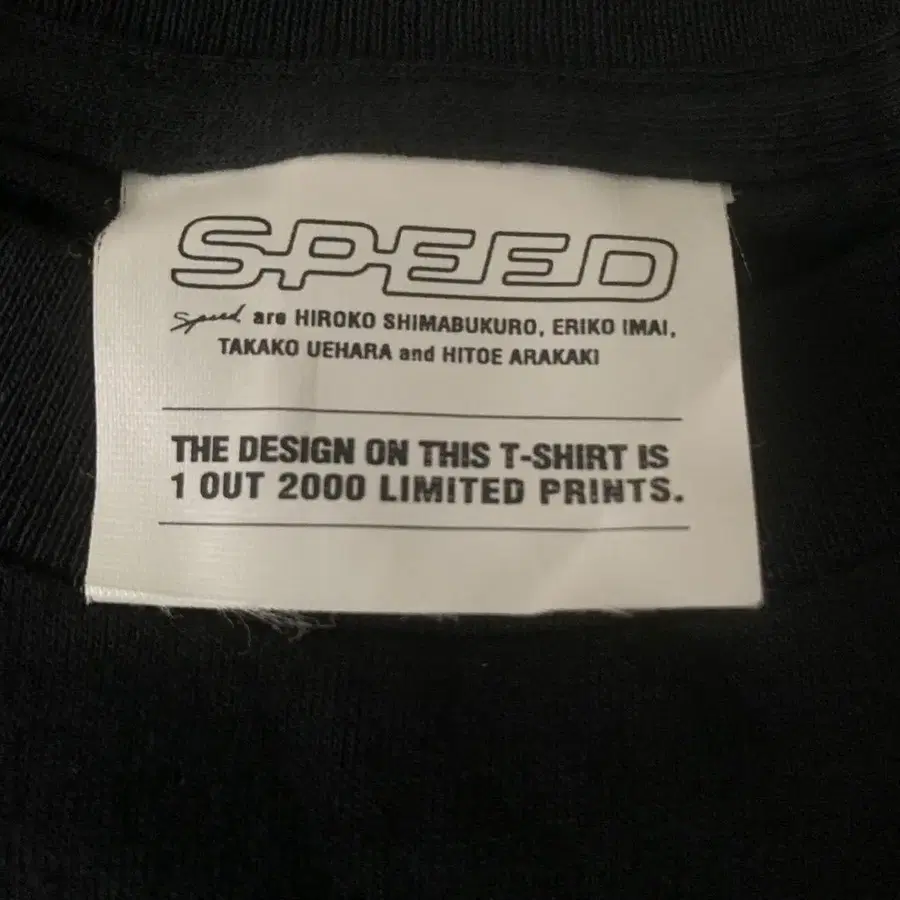 SPEED
Speed are HIROKO SHIMABUKURO, ERIKO IMAI,
TAKAKO UEHARA and HITOE ARAKAKI
THE DESIGN ON THIS T-SHIRT IS
1 OUT 2000 LIMITED PRINTS.